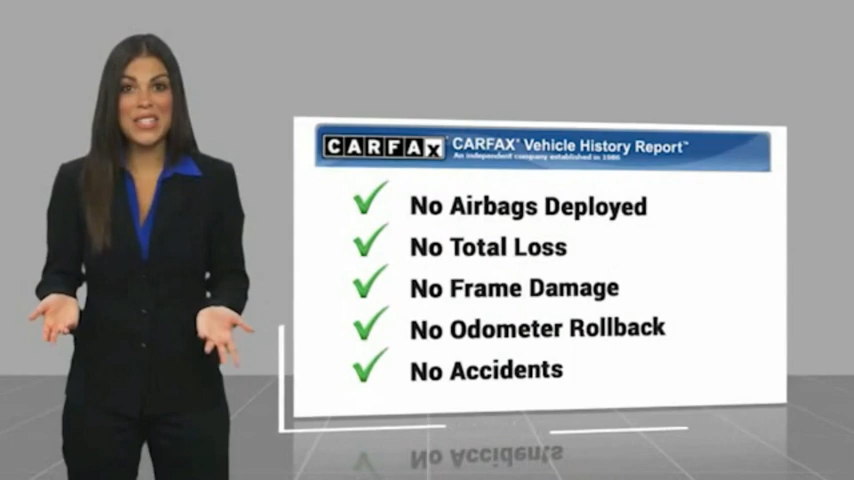 CARFAX CARFAX® Vehicle History Report™
An independent company established in 1986
No Airbags Deployed
No Total Loss
No Frame Damage
No Odometer Rollback
No Accidents
No Accidents